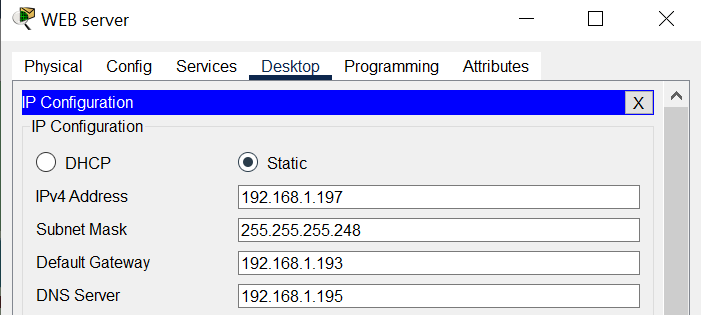 WEB server
Physical Config Services Desktop Programming Attributes
IP Configuration X
IP Configuration
DHCP Static
IPv4 Address 192.168.1.197
Subnet Mask 255.255.255.248
Default Gateway 192.168.1.193
DNS Server 192.168.1.195